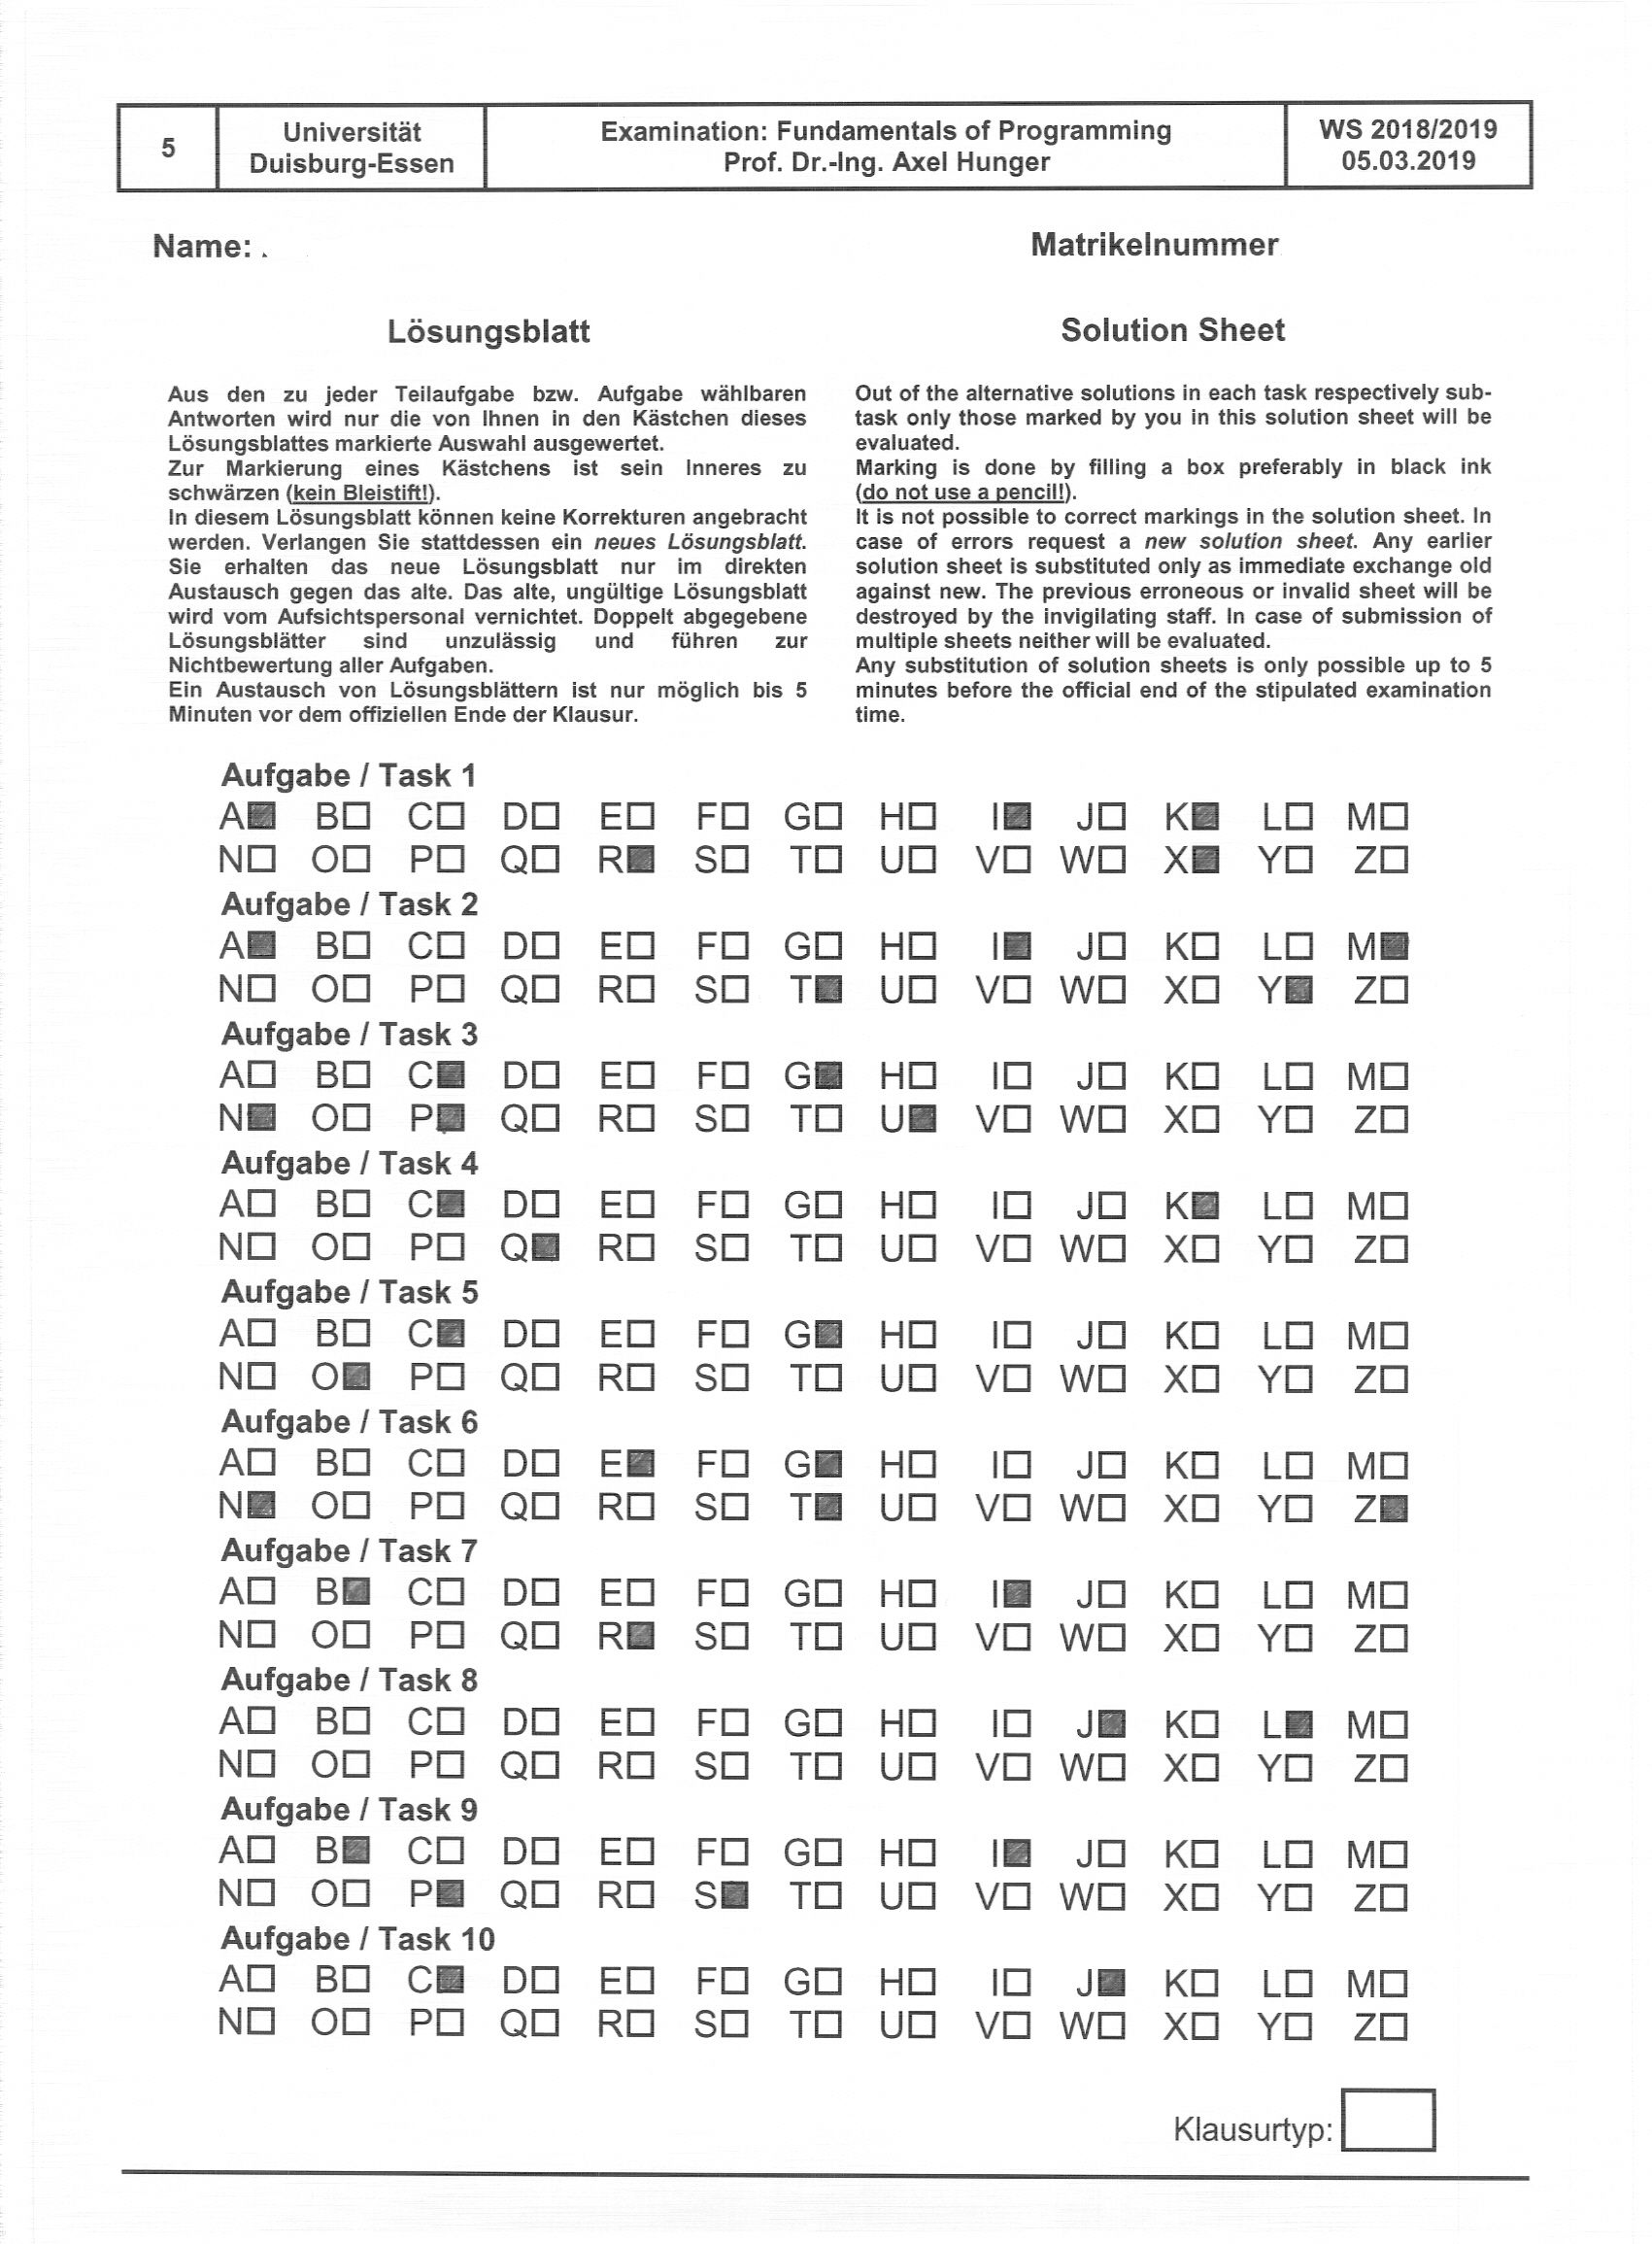 5
Universität
Duisburg-Essen
Examination: Fundamentals of Programming
Prof. Dr.-Ing. Axel Hunger
WS 2018/2019
05.03.2019
Name: .
Matrikelnummer
Lösungsblatt
Aus den zu jeder Teilaufgabe bzw. Aufgabe wählbaren
Antworten wird nur die von Ihnen in den Kästchen dieses
Lösungsblattes markierte Auswahl ausgewertet.
Zur Markierung eines Kästchens ist sein Inneres zu
schwärzen (kein Bleistift!).
In diesem Lösungsblatt können keine Korrekturen angebracht
werden. Verlangen Sie stattdessen ein neues Lösungsblatt.
Sie erhalten das neue Lösungsblatt nur im direkten
Austausch gegen das alte. Das alte, ungültige Lösungsblatt
wird vom Aufsichtspersonal vernichtet. Doppelt abgegebene
Lösungsblätter sind unzulässig und führen zur
Nichtbewertung aller Aufgaben.
Ein Austausch von Lösungsblättern ist nur möglich bis 5
Minuten vor dem offiziellen Ende der Klausur.
Solution Sheet
Out of the alternative solutions in each task respectively sub-
task only those marked by you in this solution sheet will be
evaluated.
Marking is done by filling a box preferably in black ink
(do not use a pencil!).
It is not possible to correct markings in the solution sheet. In
case of errors request a new solution sheet. Any earlier
solution sheet is substituted only as immediate exchange old
against new. The previous erroneous or invalid sheet will be
destroyed by the invigilating staff. In case of submission of
multiple sheets neither will be evaluated.
Any substitution of solution sheets is only possible up to 5
minutes before the official end of the stipulated examination
time.
Aufgabe / Task 1
A■ B□ C□ D□ E□ F□ G□ H□ I■ J□ K■ L□ M□
N□ O□ P□ Q□ R■ S□ T□ U□ V□ W□ X■ Y□ Z□
Aufgabe / Task 2
A■ B□ C□ D□ E□ F□ G□ H□ I■ J□ K□ L□ M■
N□ O□ P□ Q□ R□ S□ T■ U□ V□ W□ X□ Y■ Z□
Aufgabe / Task 3
A□ B□ C■ D□ E□ F□ G■ H□ I□ J□ K□ L□ M□
N■ O□ P■ Q□ R□ S□ T□ U■ V□ W□ X□ Y□ Z□
Aufgabe / Task 4
A□ B□ C■ D□ E□ F□ G□ H□ I□ J□ K■ L□ M□
N□ O□ P□ Q■ R□ S□ T□ U□ V□ W□ X□ Y□ Z□
Aufgabe / Task 5
A□ B□ C■ D□ E□ F□ G■ H□ I□ J□ K□ L□ M□
N□ O■ P□ Q□ R□ S□ T□ U□ V□ W□ X□ Y□ Z□
Aufgabe / Task 6
A□ B□ C□ D□ E■ F□ G■ H□ I□ J□ K□ L□ M□
N■ O□ P□ Q□ R□ S□ T■ U□ V□ W□ X□ Y□ Z■
Aufgabe / Task 7
A□ B■ C□ D□ E□ F□ G□ H□ I■ J□ K□ L□ M□
N□ O□ P□ Q□ R■ S□ T□ U□ V□ W□ X□ Y□ Z□
Aufgabe / Task 8
A□ B□ C□ D□ E□ F□ G□ H□ I□ J■ K□ L■ M□
N□ O□ P□ Q□ R□ S□ T□ U□ V□ W□ X□ Y□ Z□
Aufgabe / Task 9
A□ B■ C□ D□ E□ F□ G□ H□ I■ J□ K□ L□ M□
N□ O□ P■ Q□ R□ S■ T□ U□ V□ W□ X□ Y□ Z□
Aufgabe / Task 10
A□ B□ C■ D□ E□ F□ G□ H□ I□ J■ K□ L□ M□
N□ O□ P□ Q□ R□ S□ T□ U□ V□ W□ X□ Y□ Z□
Klausurtyp: